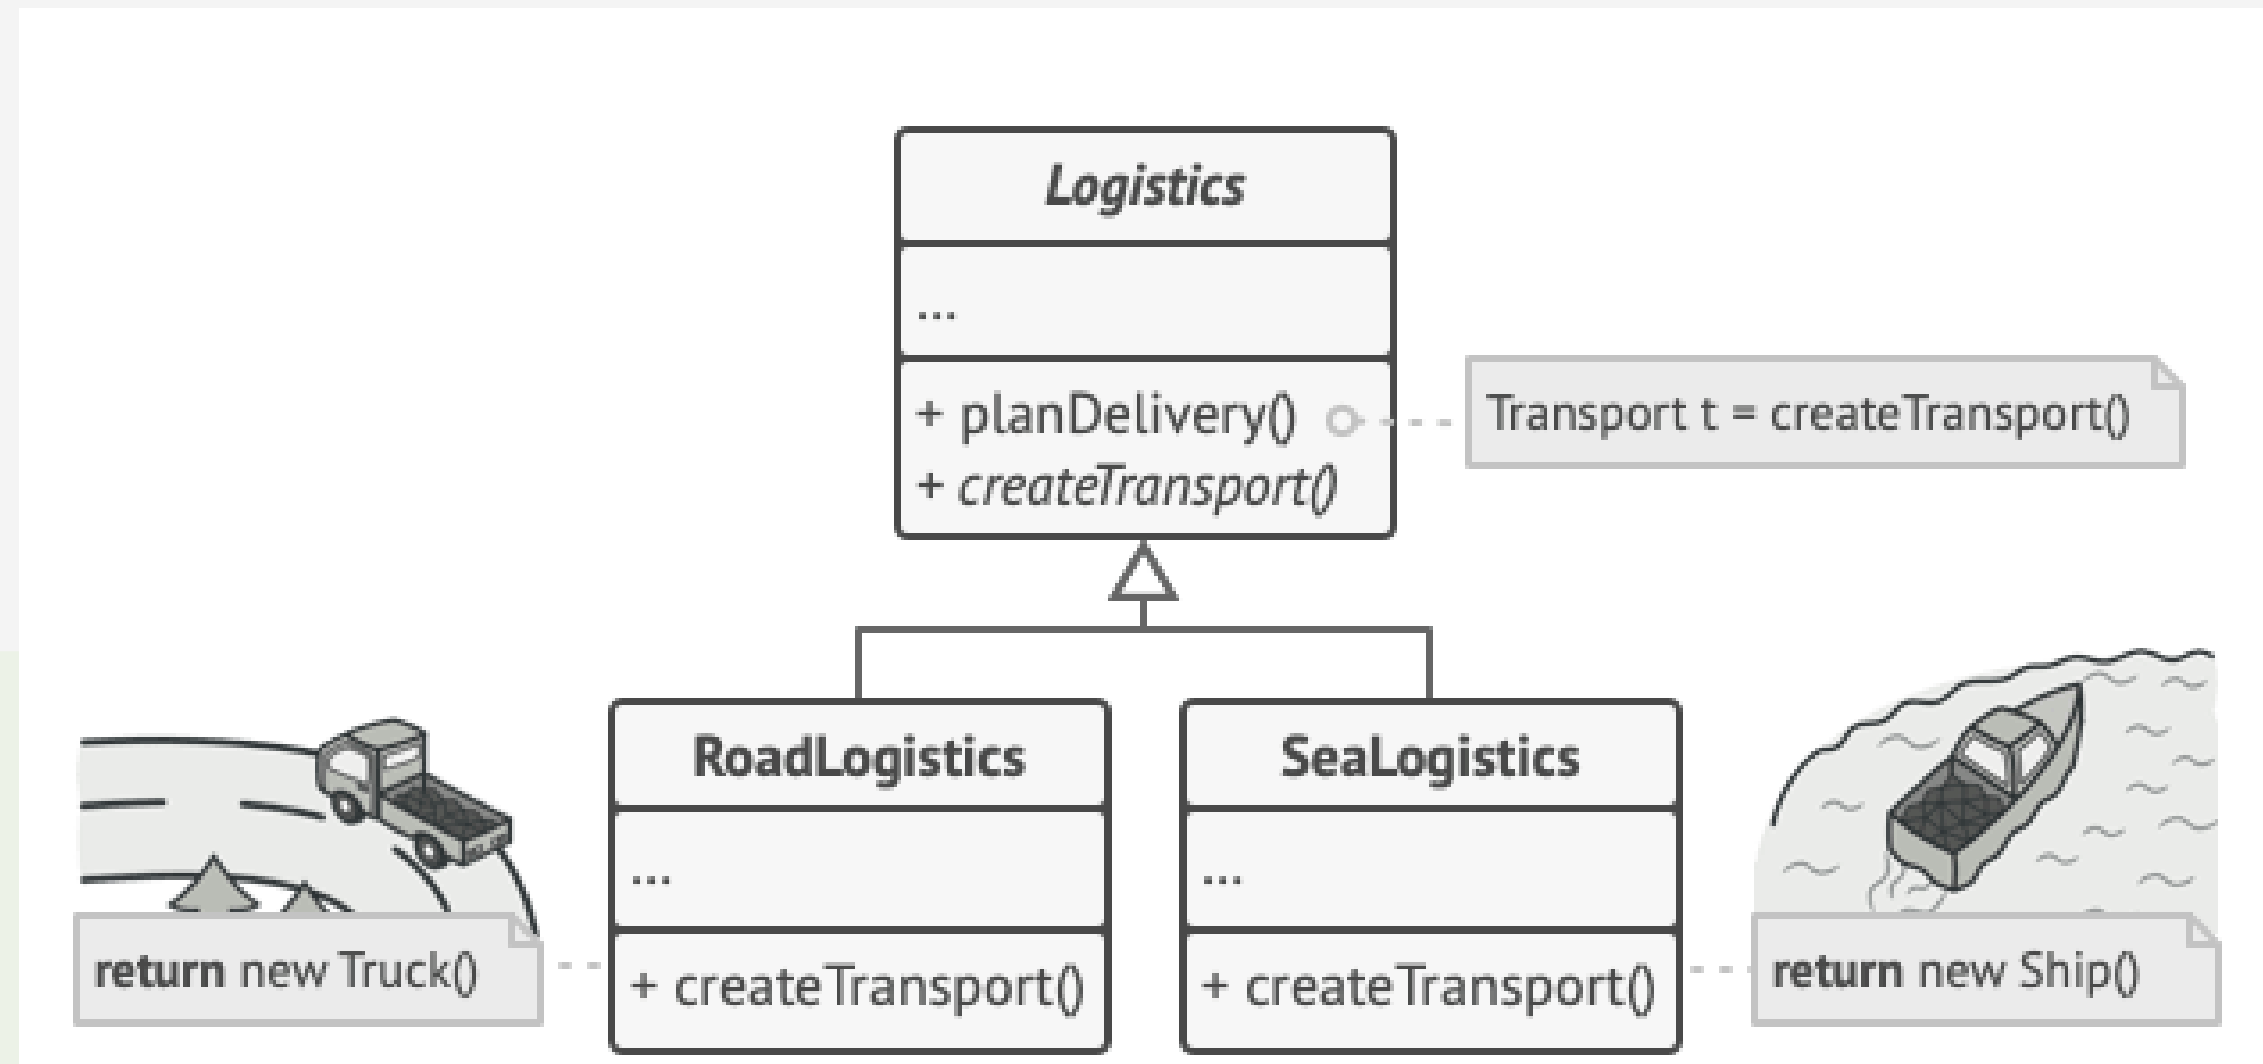 Logistics
...
+ planDelivery()
Transport t = createTransport()
+ createTransport()
RoadLogistics
...
+ createTransport()
return new Truck()
SeaLogistics
...
+ createTransport()
return new Ship()